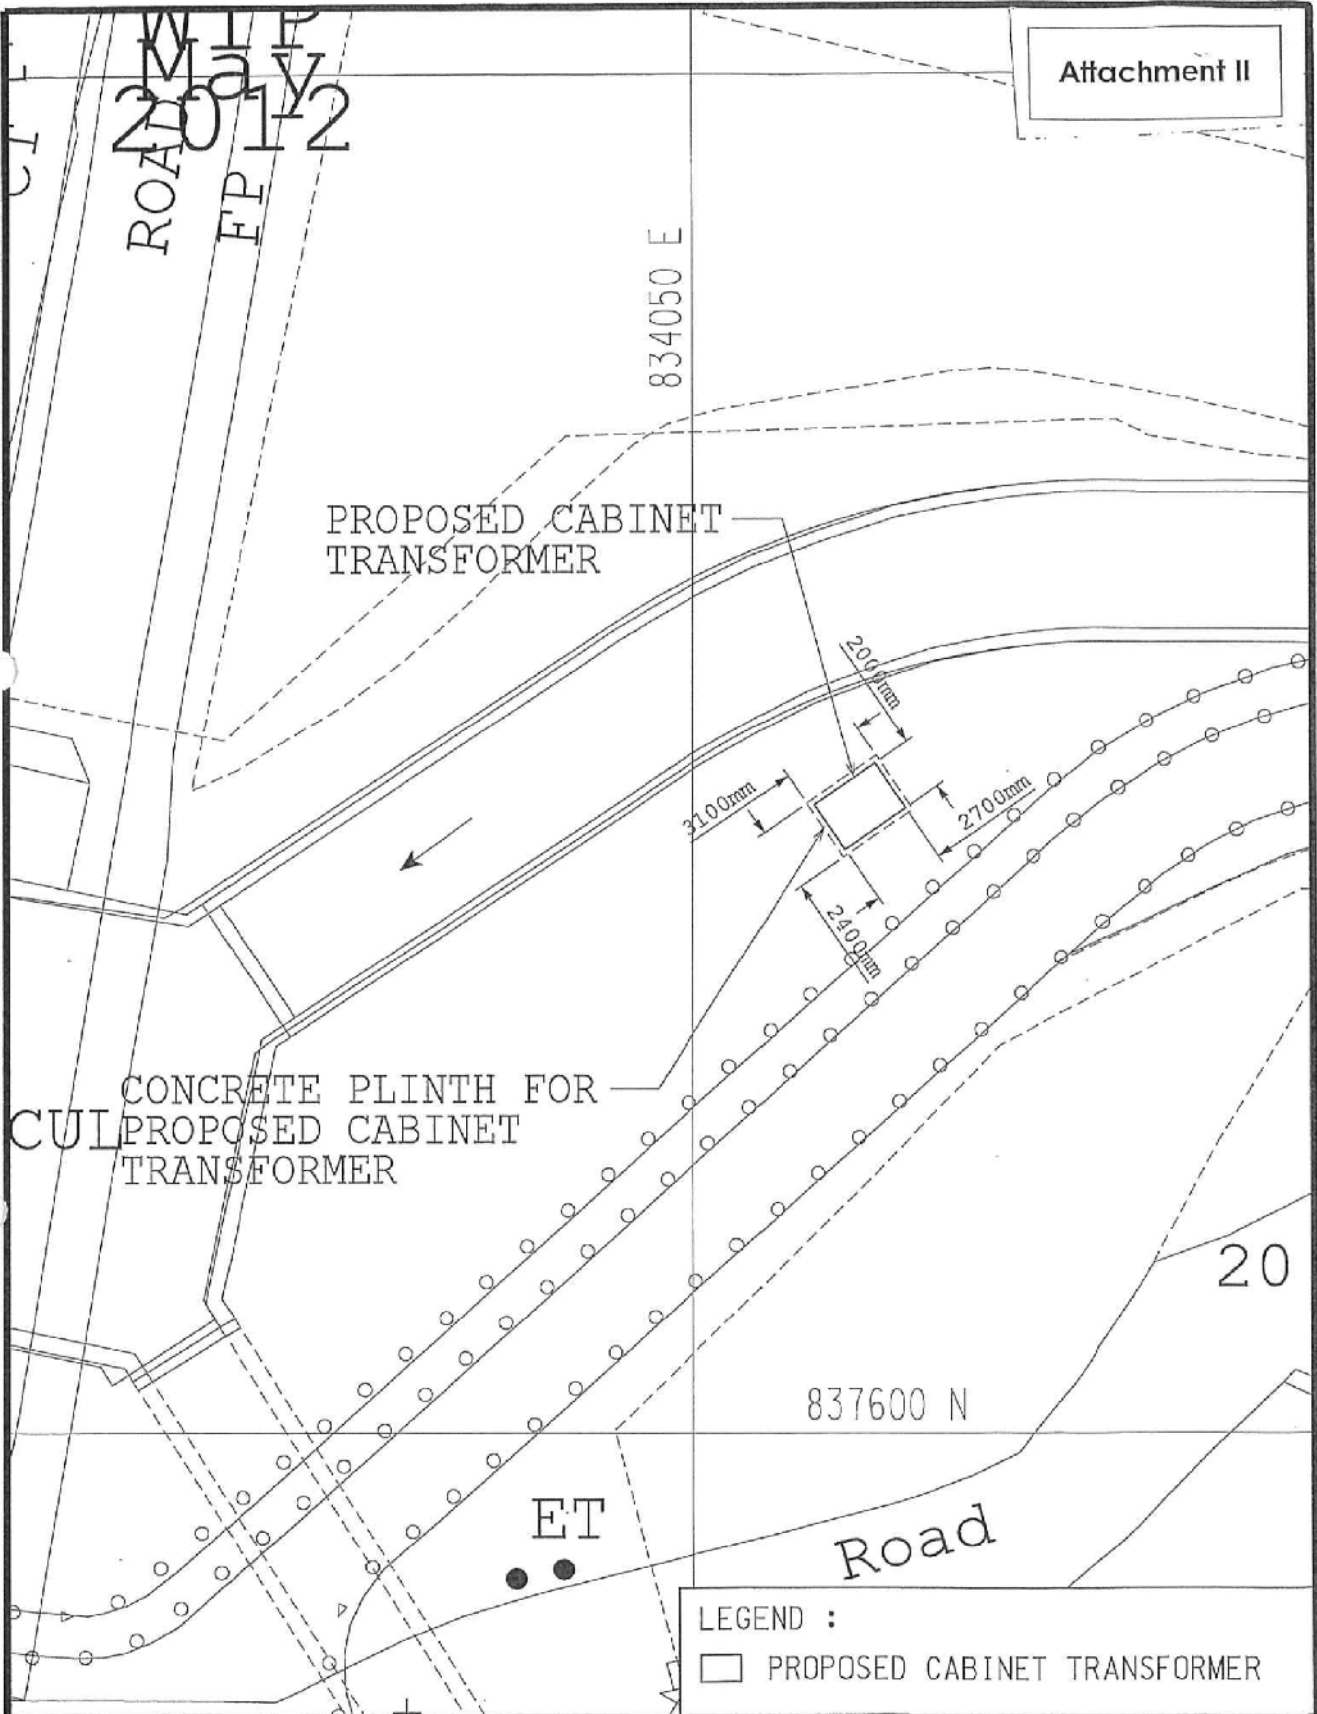 WIP
May
2012
Attachment II
ROAD
FP
834050 E
PROPOSED CABINET
TRANSFORMER
2000mm
3100mm
2700mm
2400mm
CONCRETE PLINTH FOR
PROPOSED CABINET
TRANSFORMER
CUL
20
837600 N
ET
Road
LEGEND :
PROPOSED CABINET TRANSFORMER